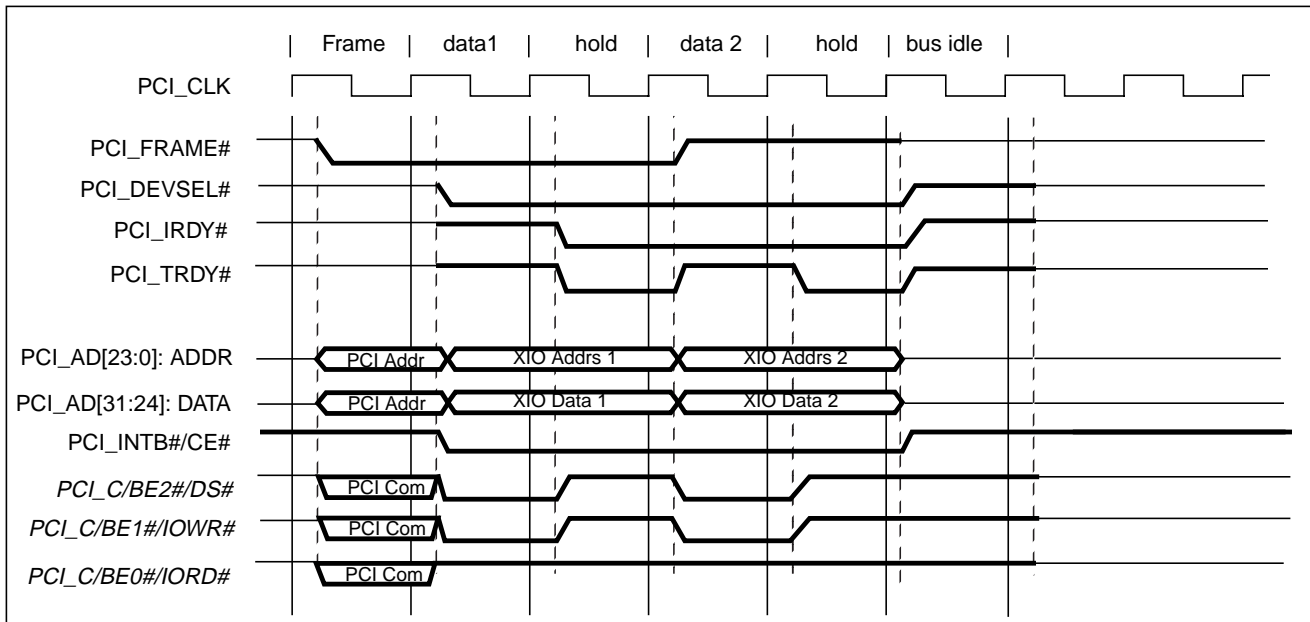 | Frame | data1 | hold | data 2 | hold | bus idle |
PCI_CLK
PCI_FRAME#
PCI_DEVSEL#
PCI_IRDY#
PCI_TRDY#
PCI_AD[23:0]: ADDR PCI Addr XIO Addrs 1 XIO Addrs 2
PCI_AD[31:24]: DATA PCI Addr XIO Data 1 XIO Data 2
PCI_INTB#/CE#
PCI_C/BE2#/DS# PCI Com
PCI_C/BE1#/IOWR# PCI Com
PCI_C/BE0#/IORD# PCI Com